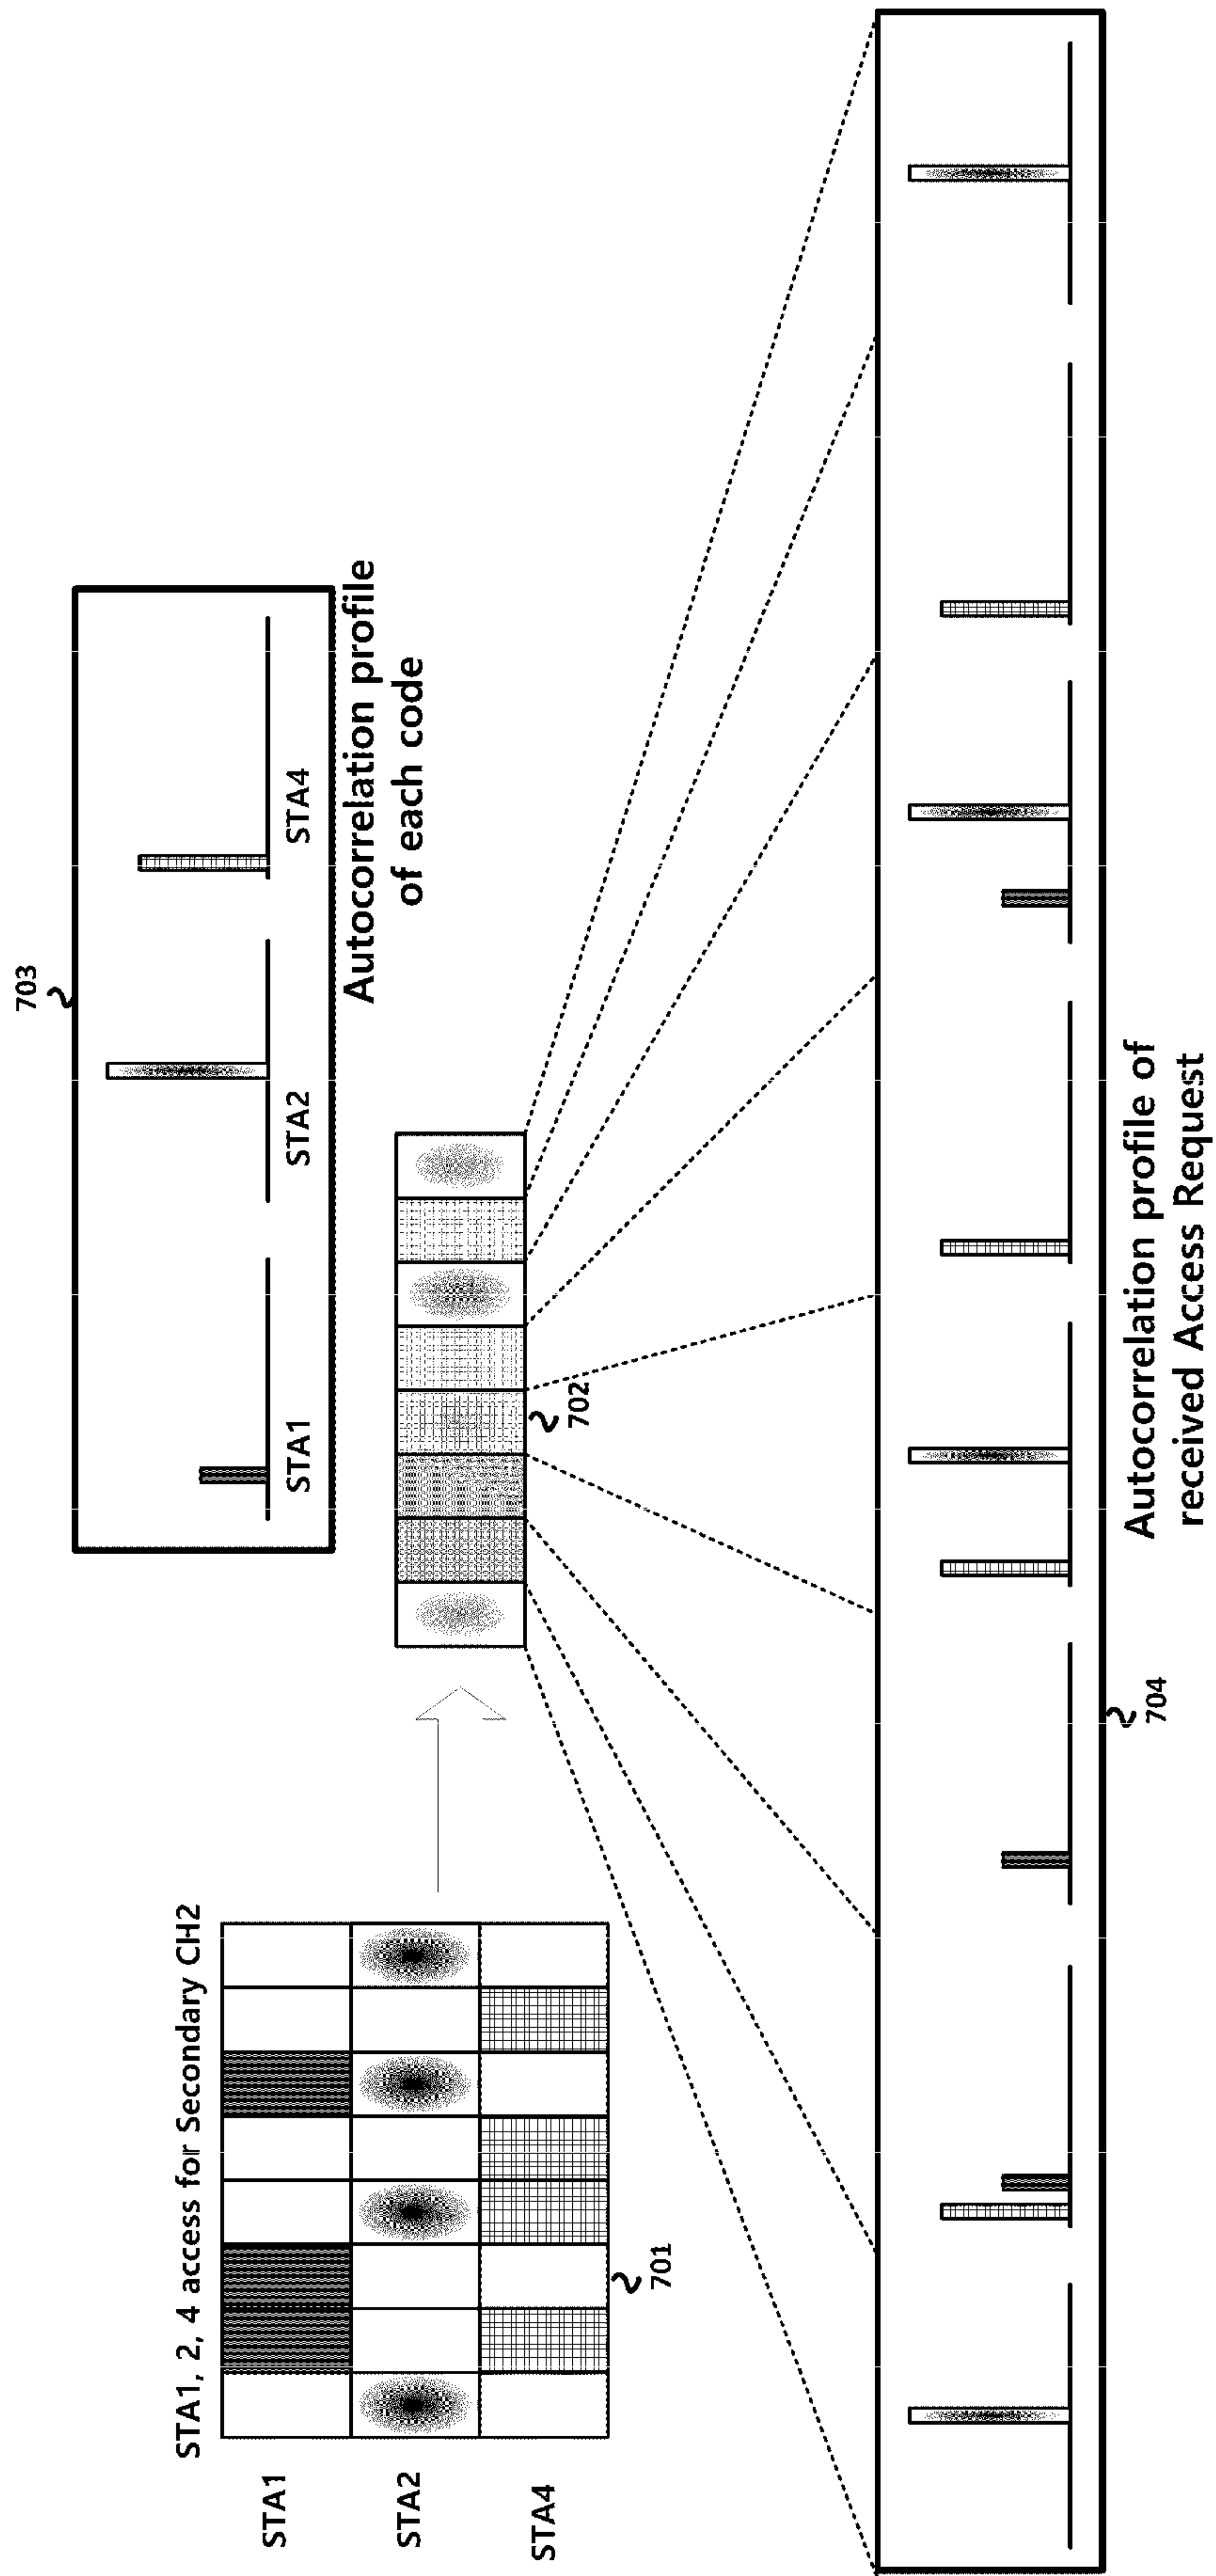 STA1, 2, 4 access for Secondary CH2
STA1
STA2
STA4
701
703
STA1
STA2
STA4
Autocorrelation profile
of each code
702
704
Autocorrelation profile of
received Access Request